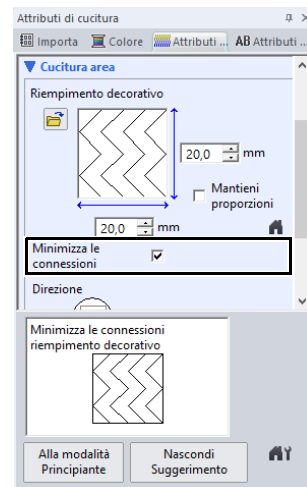 Attributi di cucitura
Importa Colore Attributi ... AB Attributi ..
Cucitura area
Riempimento decorativo
20,0 mm
Mantieni
proporzioni
20,0 mm
Minimizza le
connessioni
Direzione
Minimizza le connessioni
riempimento decorativo
Alla modalità
Principiante
Nascondi
Suggerimento